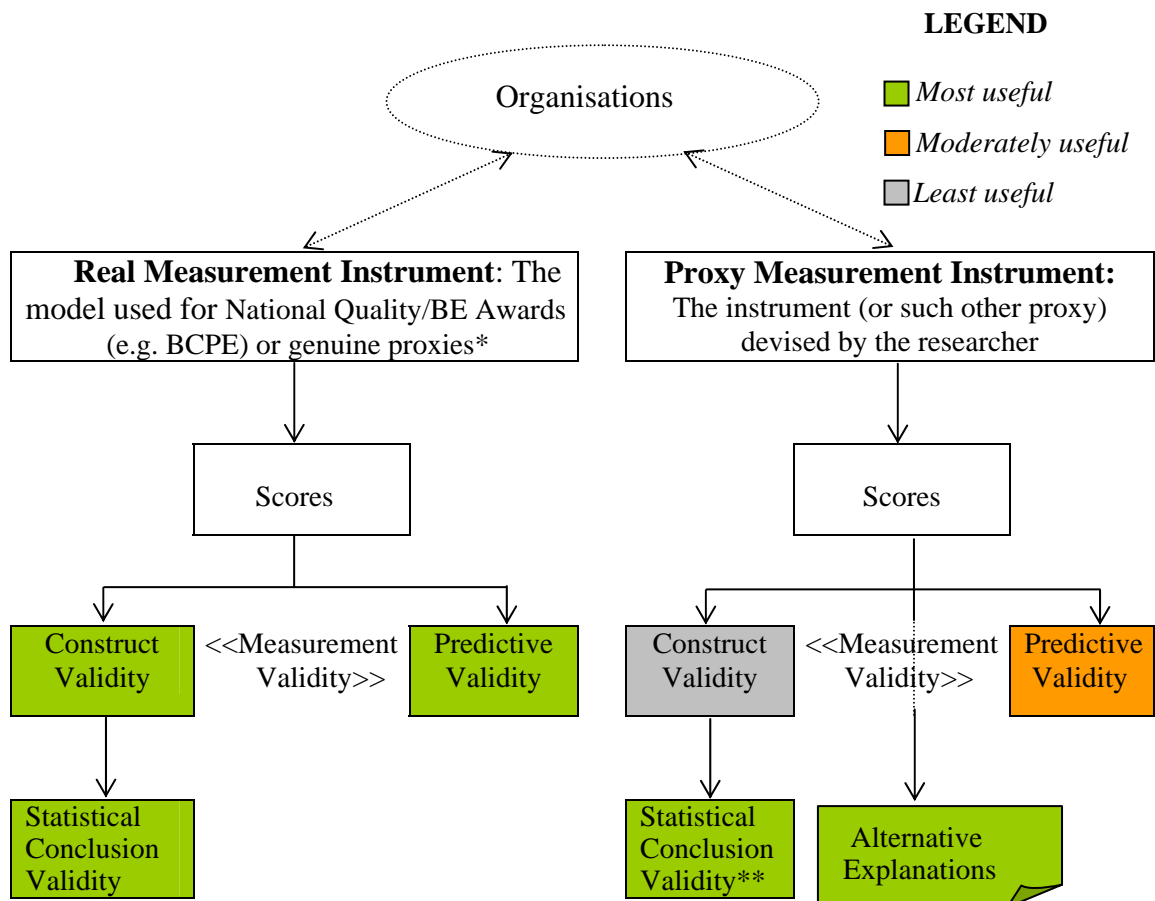 LEGEND
Organisations
Most useful
Moderately useful
Least useful
Real Measurement Instrument: The
model used for National Quality/BE Awards
(e.g. BCPE) or genuine proxies*
Proxy Measurement Instrument:
The instrument (or such other proxy)
devised by the researcher
Scores
Scores
Construct
Validity
<<Measurement
Validity>>
Predictive
Validity
Construct
Validity
<<Measurement
Validity>>
Predictive
Validity
Statistical
Conclusion
Validity
Statistical
Conclusion
Validity**
Alternative
Explanations